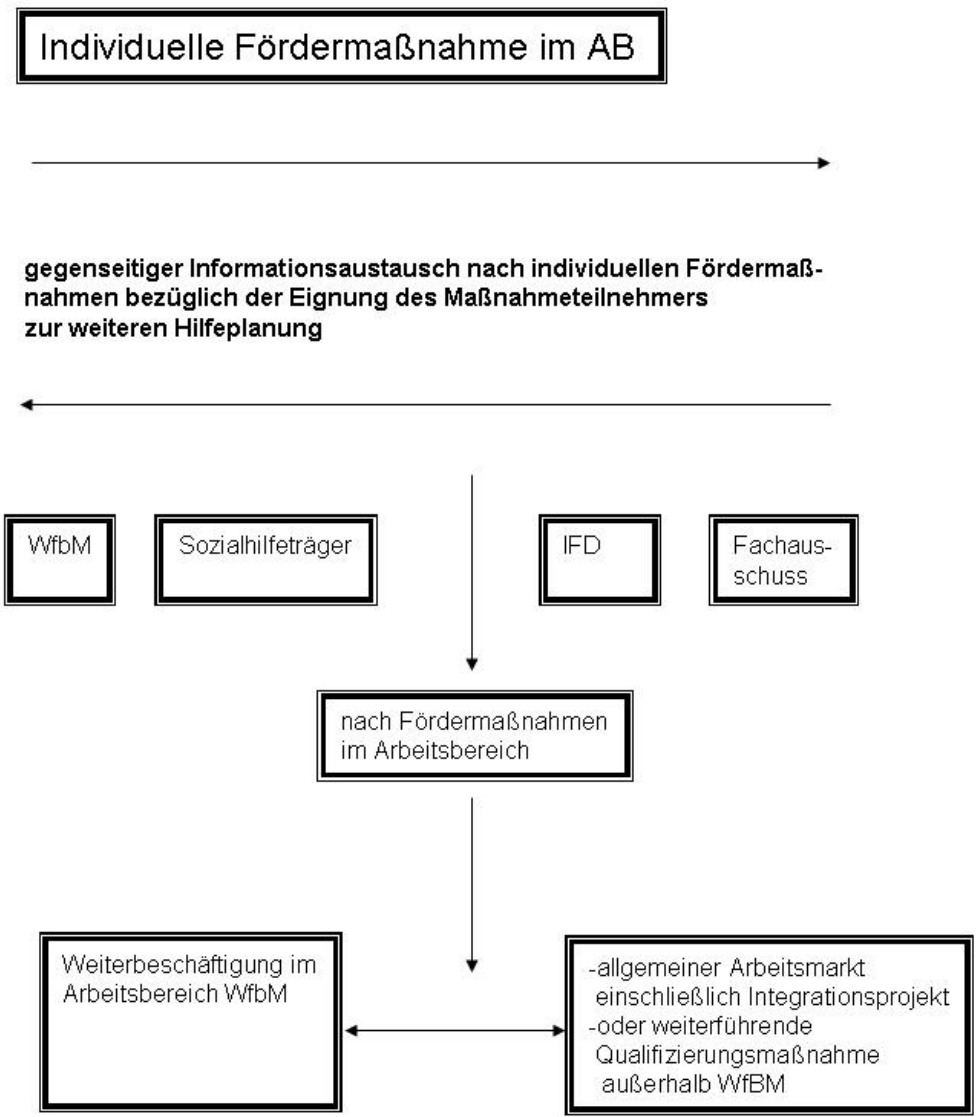 Individuelle Fördermaßnahme im AB
gegenseitiger Informationsaustausch nach individuellen Fördermaß-
nahmen bezüglich der Eignung des Maßnahmeteilnehmers
zur weiteren Hilfeplanung
WfbM
Sozialhilfeträger
IFD
Fachaus-
schuss
nach Fördermaßnahmen
im Arbeitsbereich
Weiterbeschäftigung im
Arbeitsbereich WfbM
-allgemeiner Arbeitsmarkt
einschließlich Integrationsprojekt
-oder weiterführende
Qualifizierungsmaßnahme
außerhalb WfBM